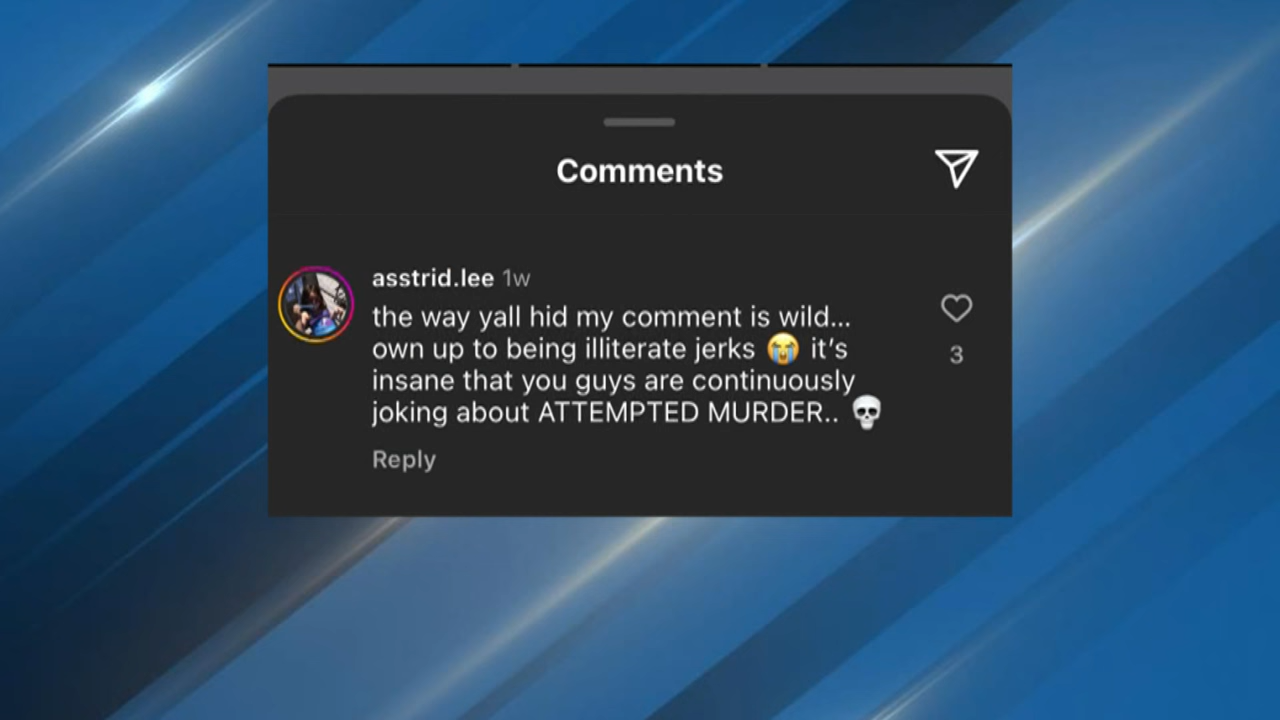 Comments
asstrid.lee 1w
the way yall hid my comment is wild...
own up to being illiterate jerks 😭 it's
insane that you guys are continuously
joking about ATTEMPTED MURDER.. 💀
3
Reply